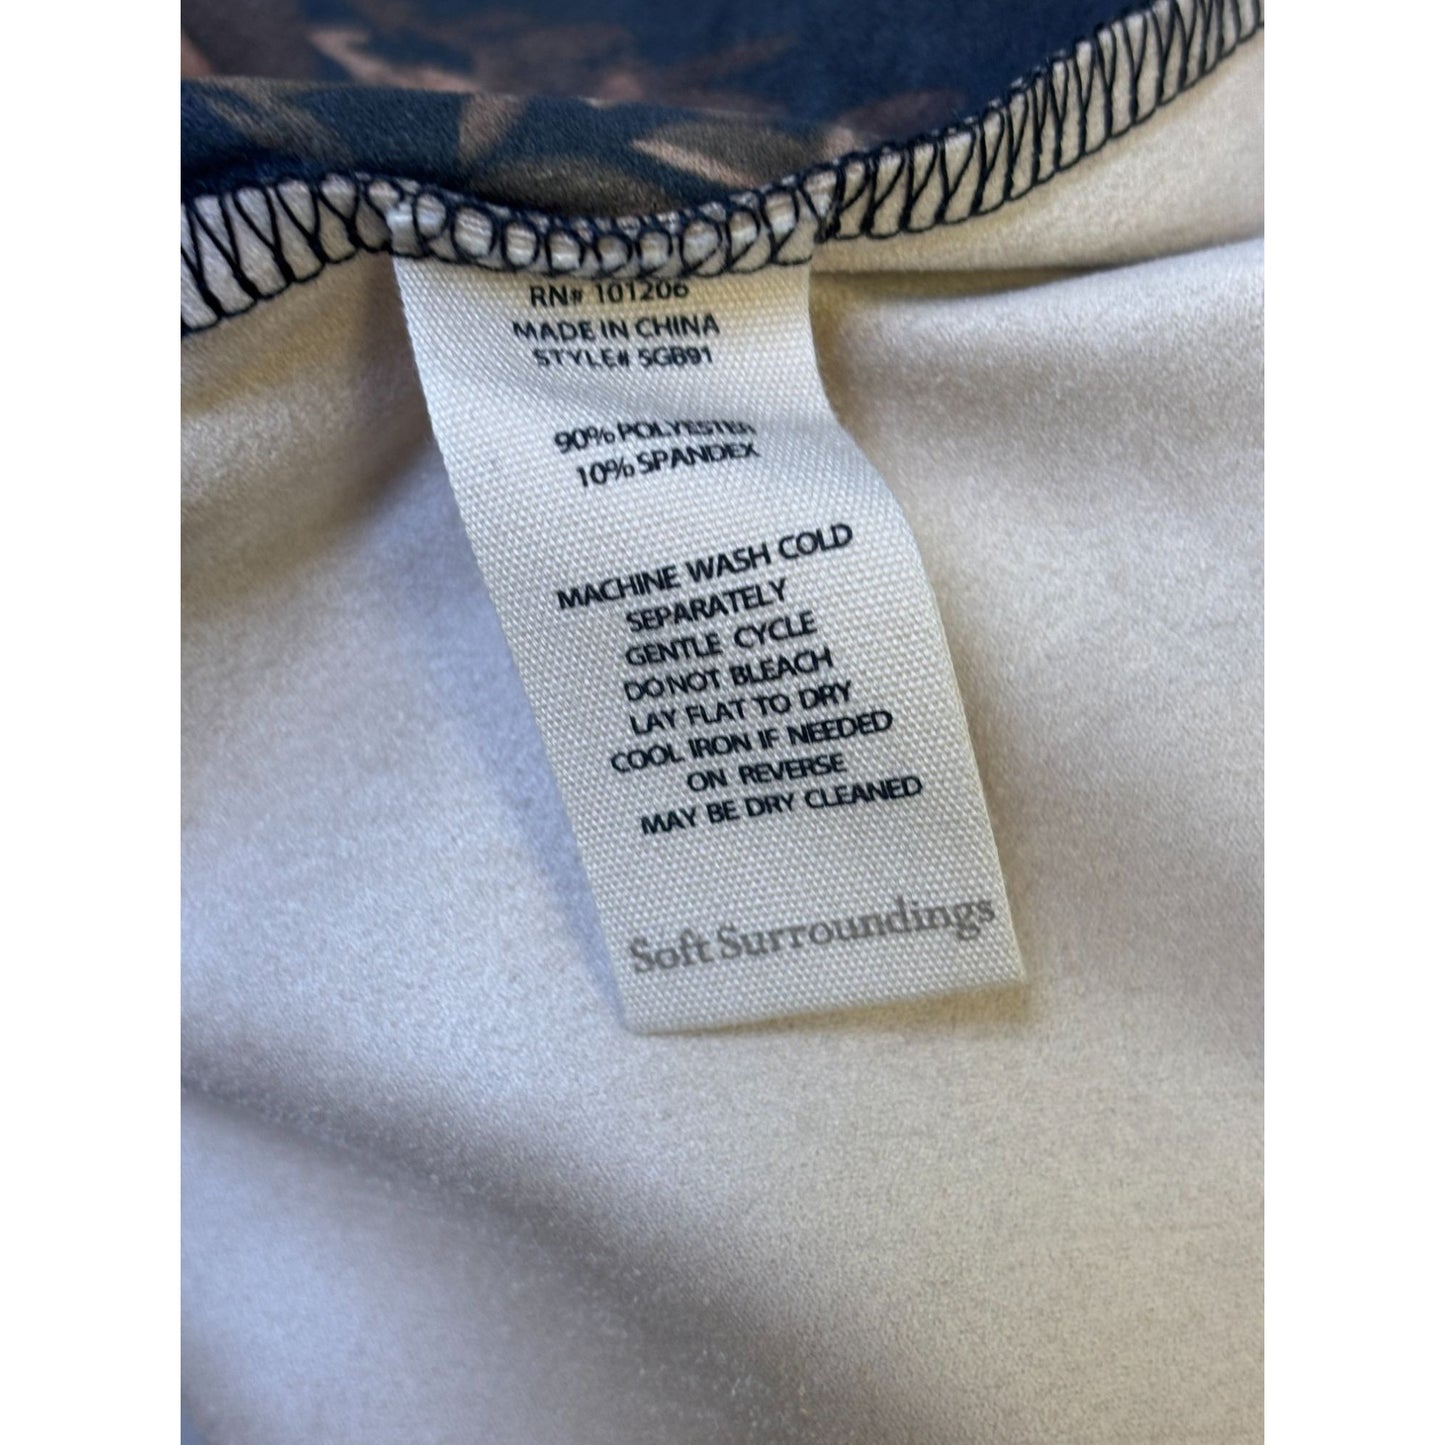 RN# 101206
MADE IN CHINA
STYLE# 5GB91
90% POLYESTER
10% SPANDEX
MACHINE WASH COLD
SEPARATELY
GENTLE CYCLE
DO NOT BLEACH
LAY FLAT TO DRY
COOL IRON IF NEEDED
ON REVERSE
MAY BE DRY CLEANED
Soft Surroundings